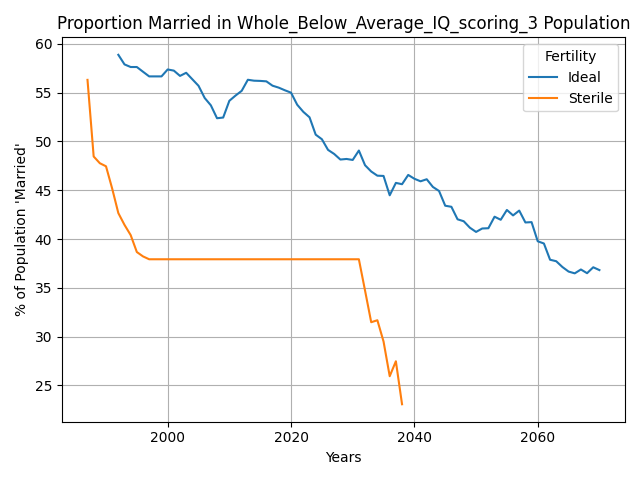 Proportion Married in Whole_Below_Average_IQ_scoring_3 Population
Fertility
Ideal
Sterile
% of Population 'Married'
60
55
50
45
40
35
30
25
2000
2020
2040
2060
Years